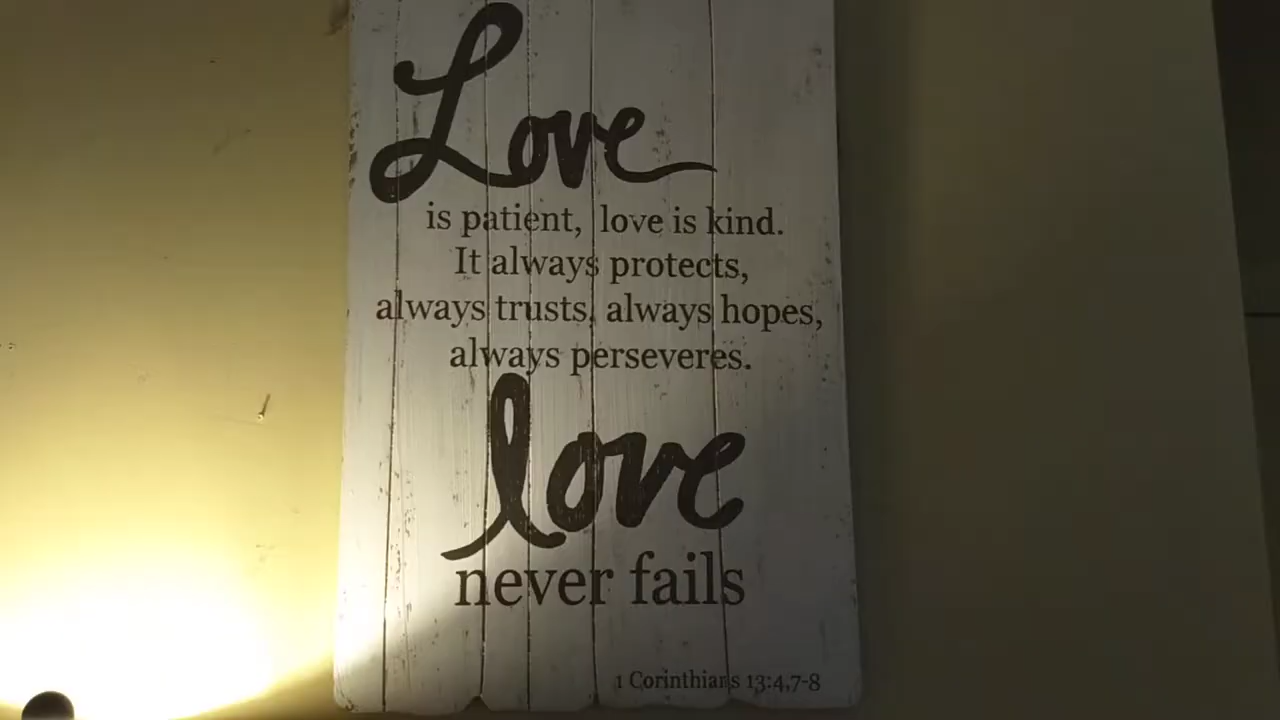 Love
is patient, love is kind.
It always protects,
always trusts, always hopes,
always perseveres.
love
never fails
1 Corinthians 13:4,7-8